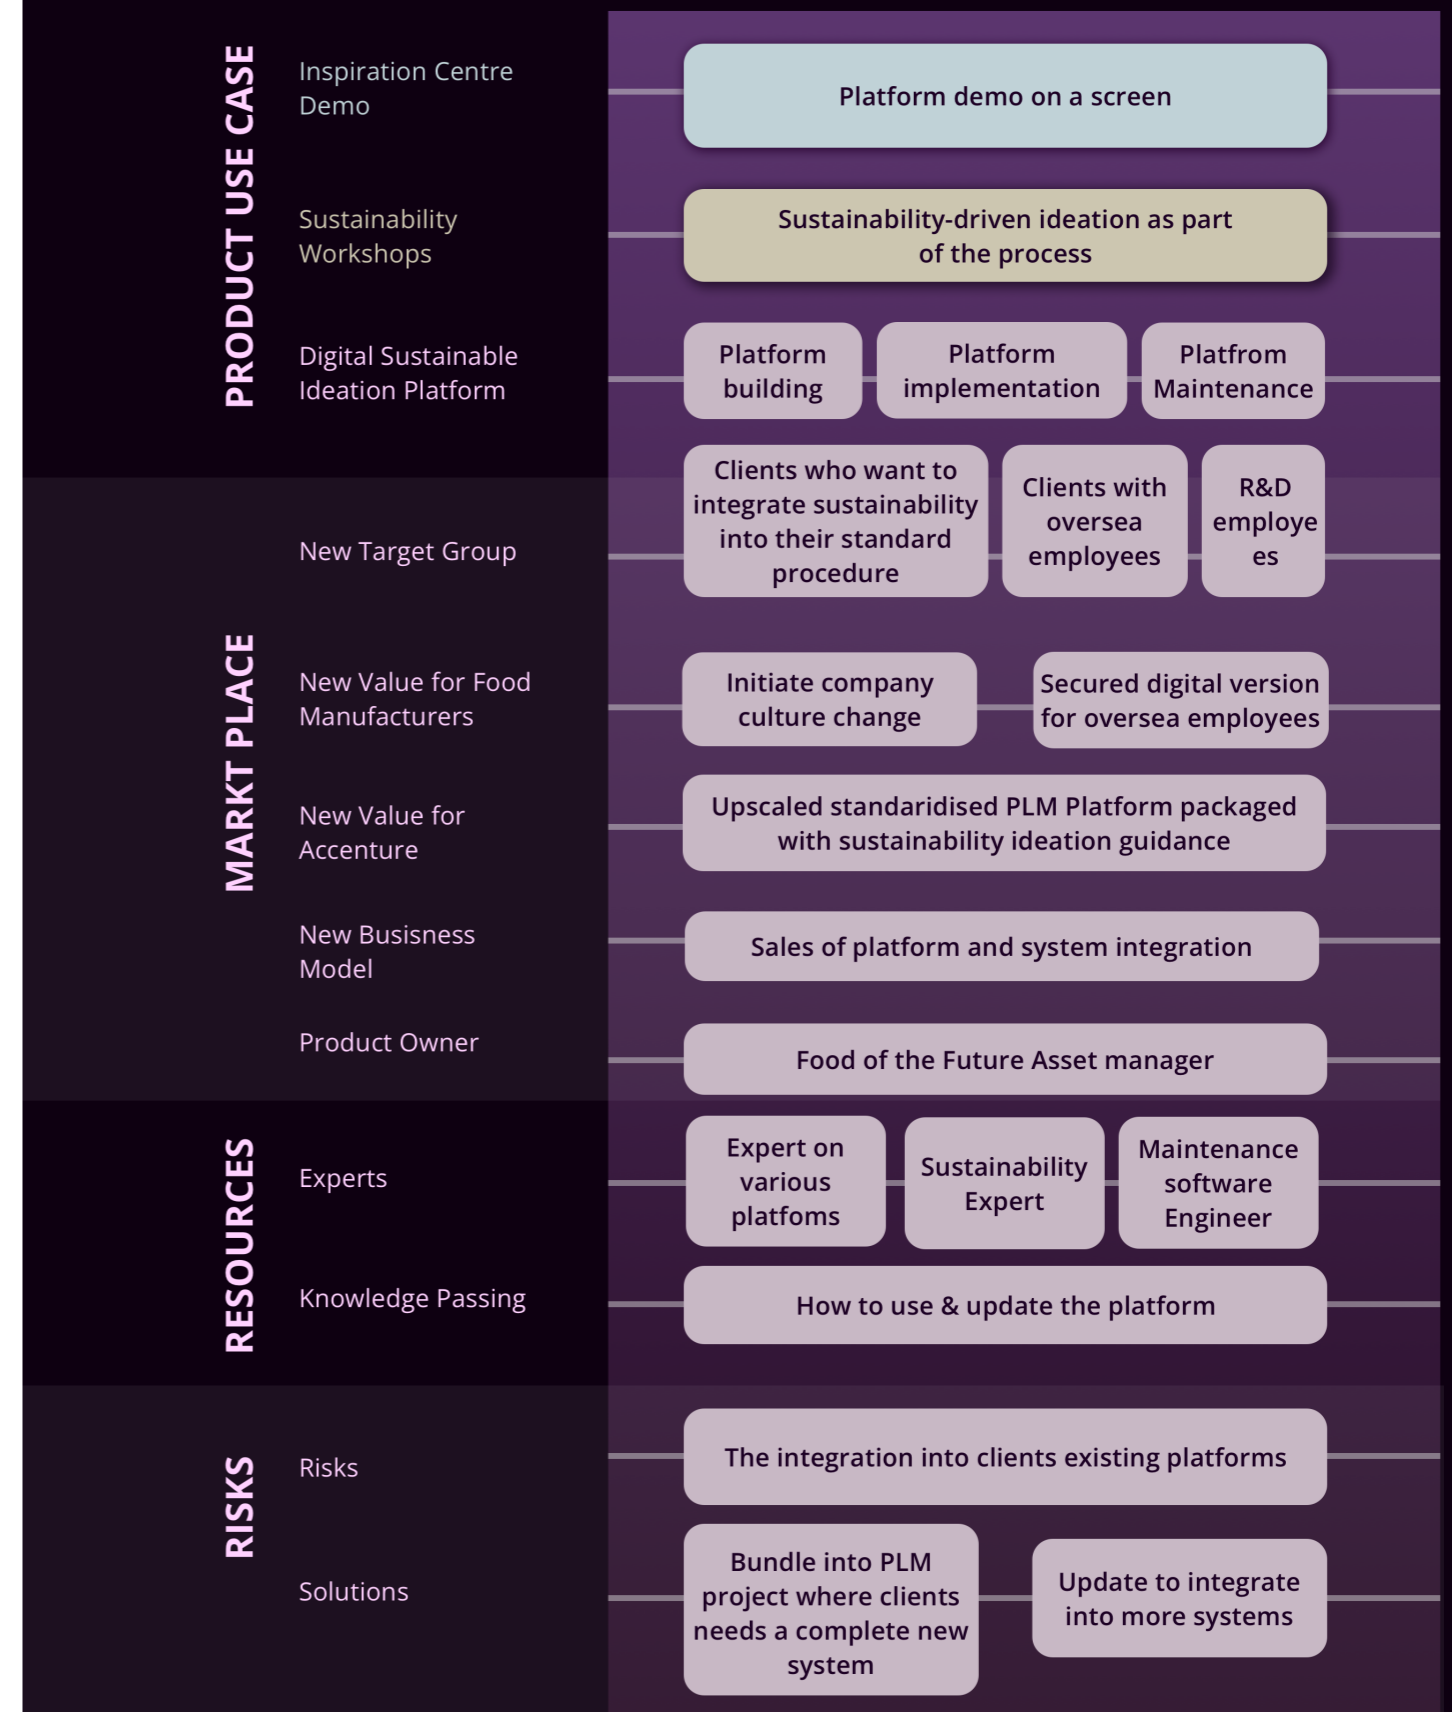 PRODUCT USE CASE
Inspiration Centre
Demo
Platform demo on a screen
Sustainability
Workshops
Sustainability-driven ideation as part
of the process
Digital Sustainable
Ideation Platform
Platform
building
Platform
implementation
Platfrom
Maintenance
MARKT PLACE
New Target Group
Clients who want to
integrate sustainability
into their standard
procedure
Clients with
oversea
employees
R&D
employe
es
New Value for Food
Manufacturers
Initiate company
culture change
Secured digital version
for oversea employees
New Value for
Accenture
Upscaled standaridised PLM Platform packaged
with sustainability ideation guidance
New Busisness
Model
Sales of platform and system integration
Product Owner
Food of the Future Asset manager
RESOURCES
Experts
Expert on
various
platfoms
Sustainability
Expert
Maintenance
software
Engineer
Knowledge Passing
How to use & update the platform
RISKS
Risks
The integration into clients existing platforms
Solutions
Bundle into PLM
project where clients
needs a complete new
system
Update to integrate
into more systems